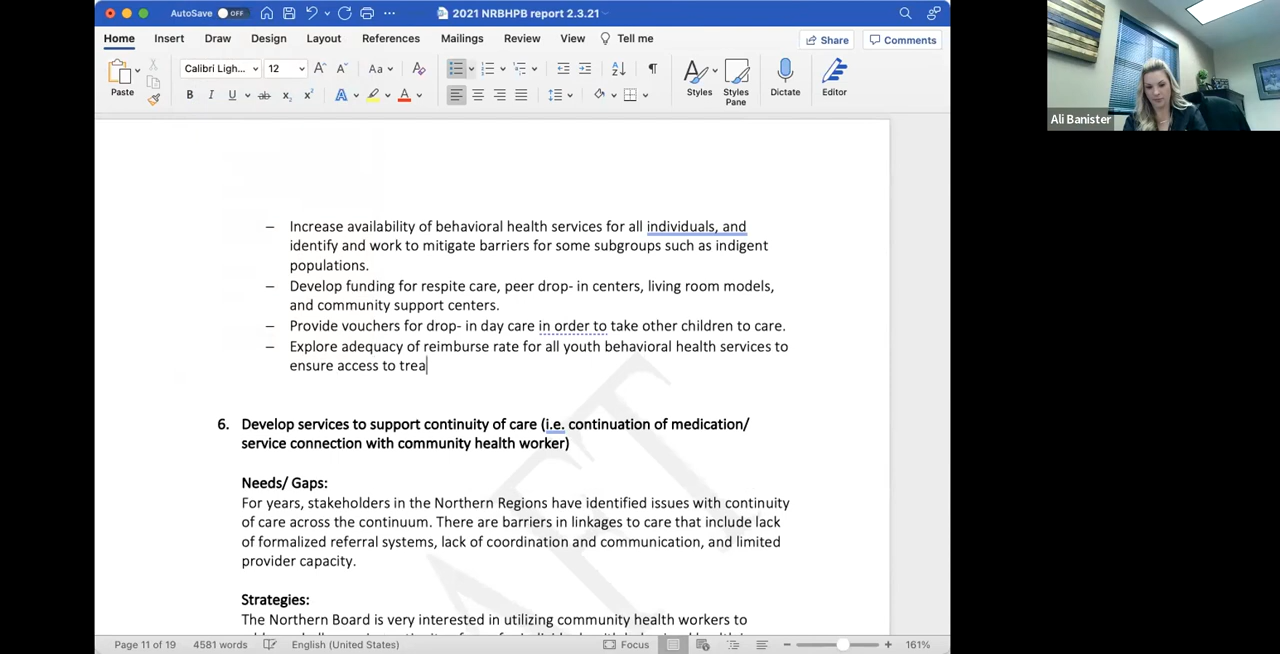 AutoSave OFF
2021 NRBHPB report 2.3.21
Home Insert Draw Design Layout References Mailings Review View Tell me
Share Comments
Paste
Calibri Ligh... 12
Aa
Styles
Styles Pane
Dictate
Editor
Ali Banister
– Increase availability of behavioral health services for all individuals, and
identify and work to mitigate barriers for some subgroups such as indigent
populations.
– Develop funding for respite care, peer drop- in centers, living room models,
and community support centers.
– Provide vouchers for drop- in day care in order to take other children to care.
– Explore adequacy of reimburse rate for all youth behavioral health services to
ensure access to trea
6. Develop services to support continuity of care (i.e. continuation of medication/
service connection with community health worker)
Needs/ Gaps:
For years, stakeholders in the Northern Regions have identified issues with continuity
of care across the continuum. There are barriers in linkages to care that include lack
of formalized referral systems, lack of coordination and communication, and limited
provider capacity.
Strategies:
The Northern Board is very interested in utilizing community health workers to
Page 11 of 19 4581 words English (United States) Focus 161%